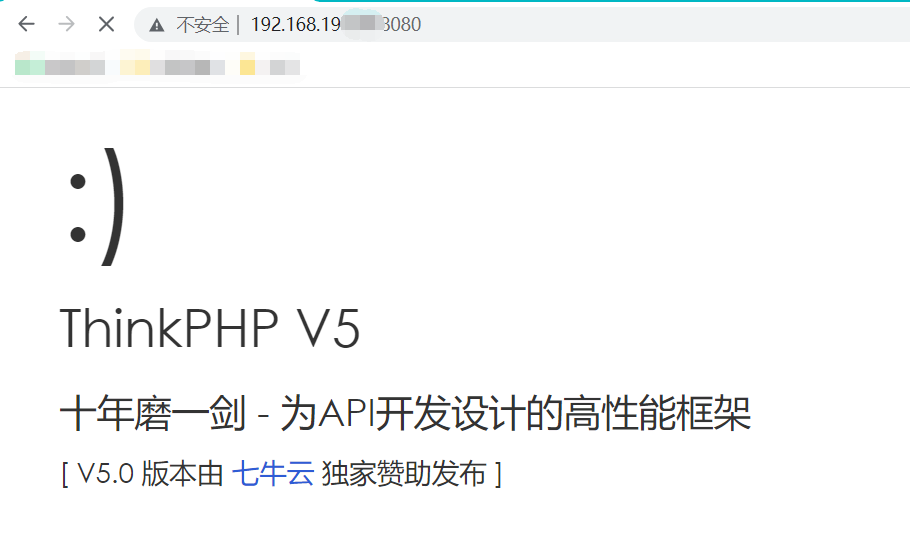 不安全 | 192.168.19 3080
:)
ThinkPHP V5
十年磨一剑 - 为API开发设计的高性能框架
[ V5.0 版本由 七牛云 独家赞助发布 ]